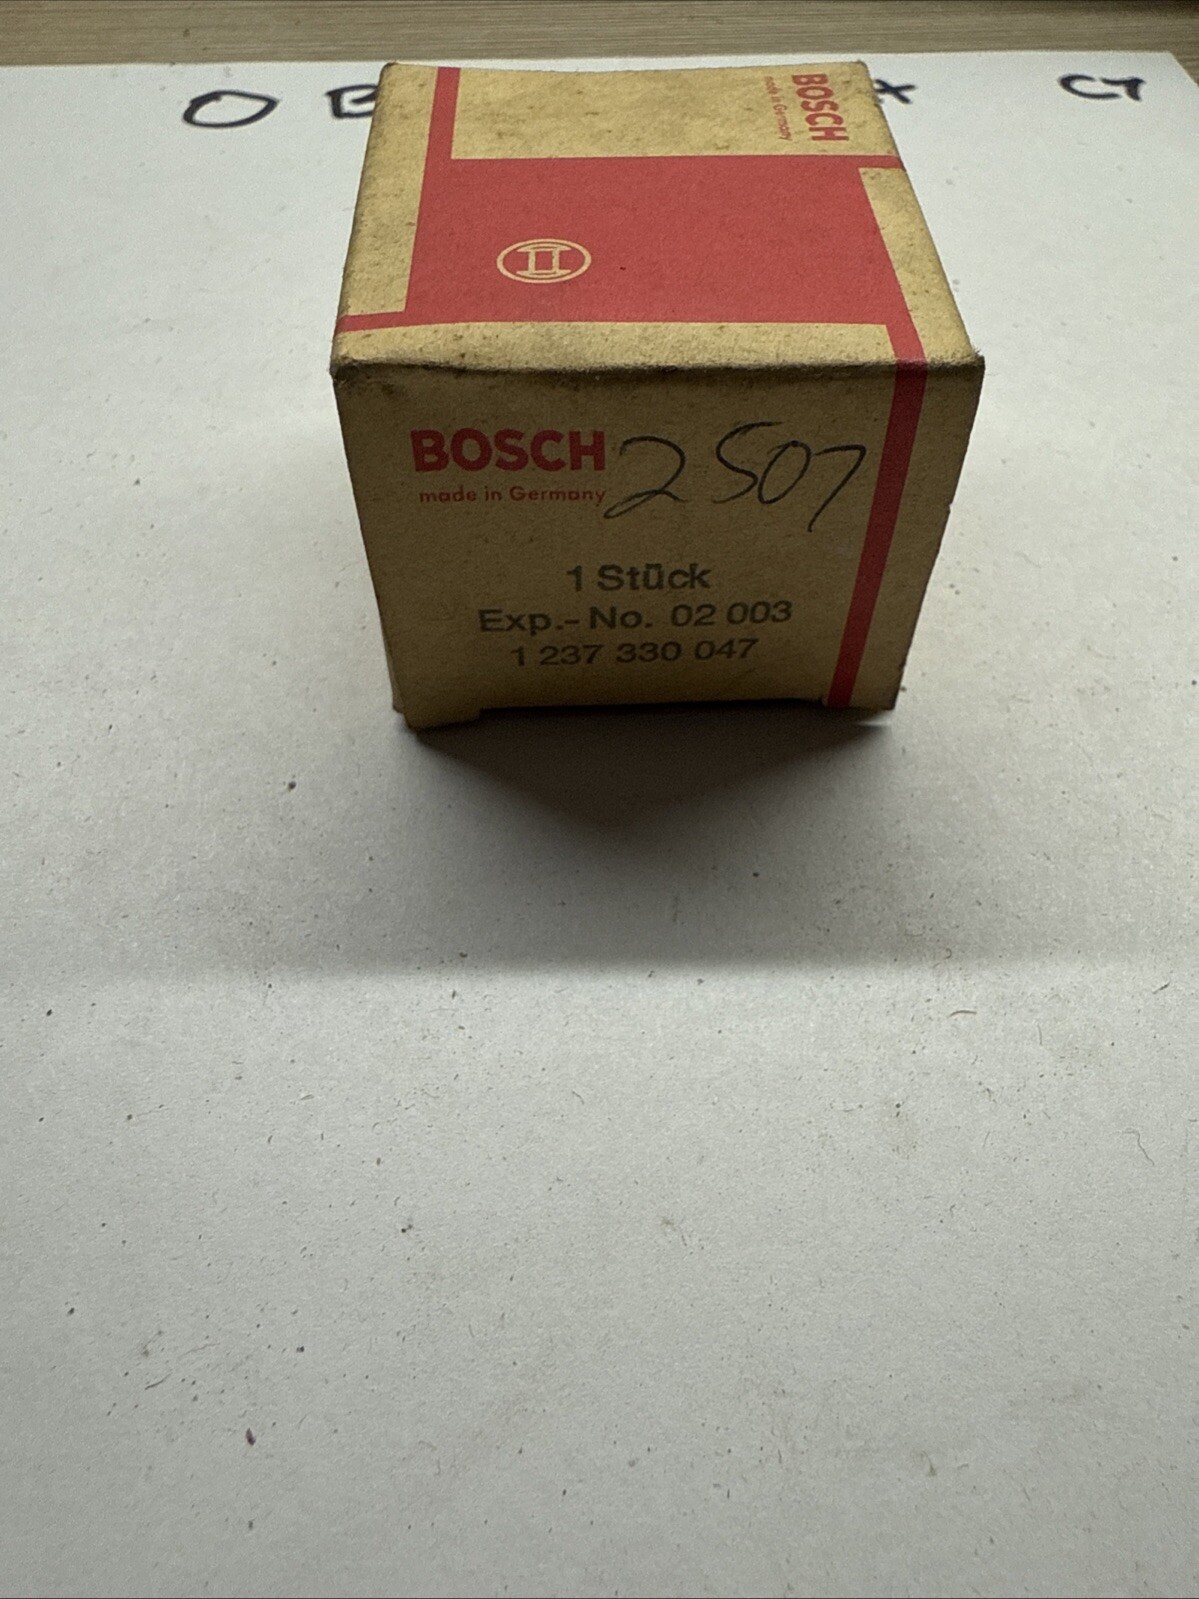 BOSCH
made in Germany
BOSCH 2507
made in Germany
1 Stück
Exp.-No. 02 003
1 237 330 047